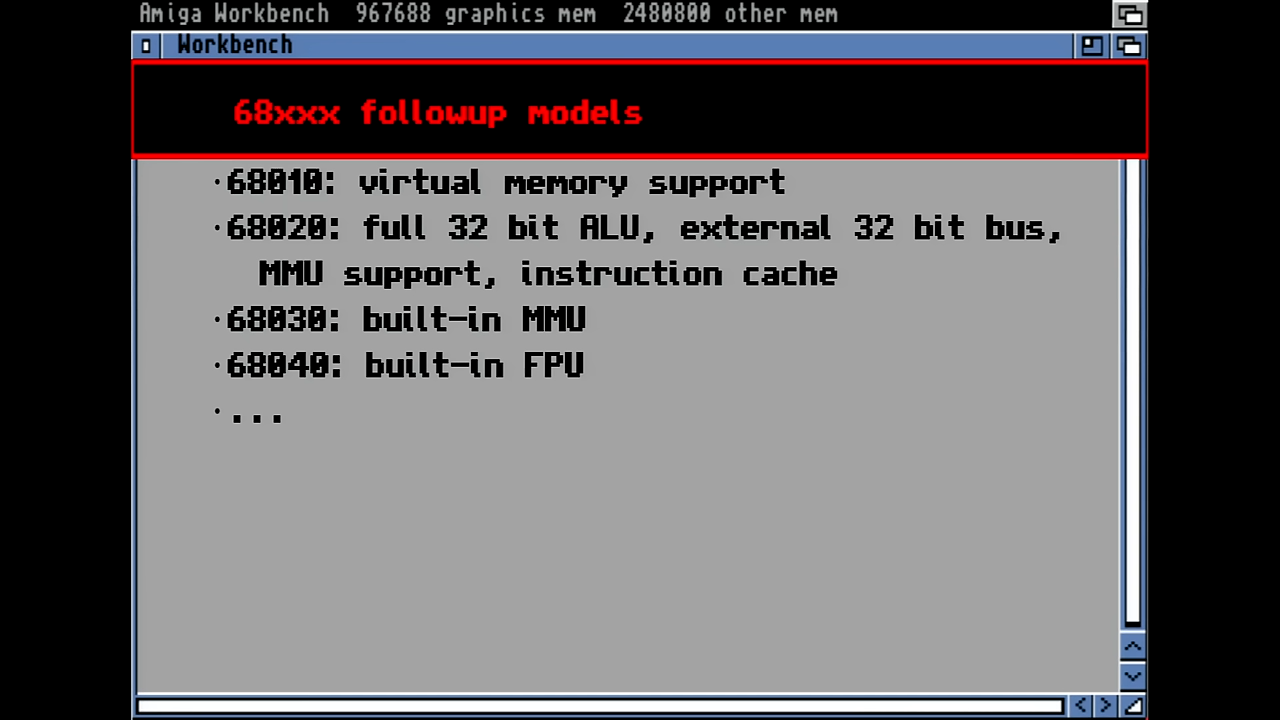 Amiga Workbench  967688 graphics mem  2480800 other mem
Workbench
68xxx followup models
·68010: virtual memory support
·68020: full 32 bit ALU, external 32 bit bus,
MMU support, instruction cache
·68030: built-in MMU
·68040: built-in FPU
·...